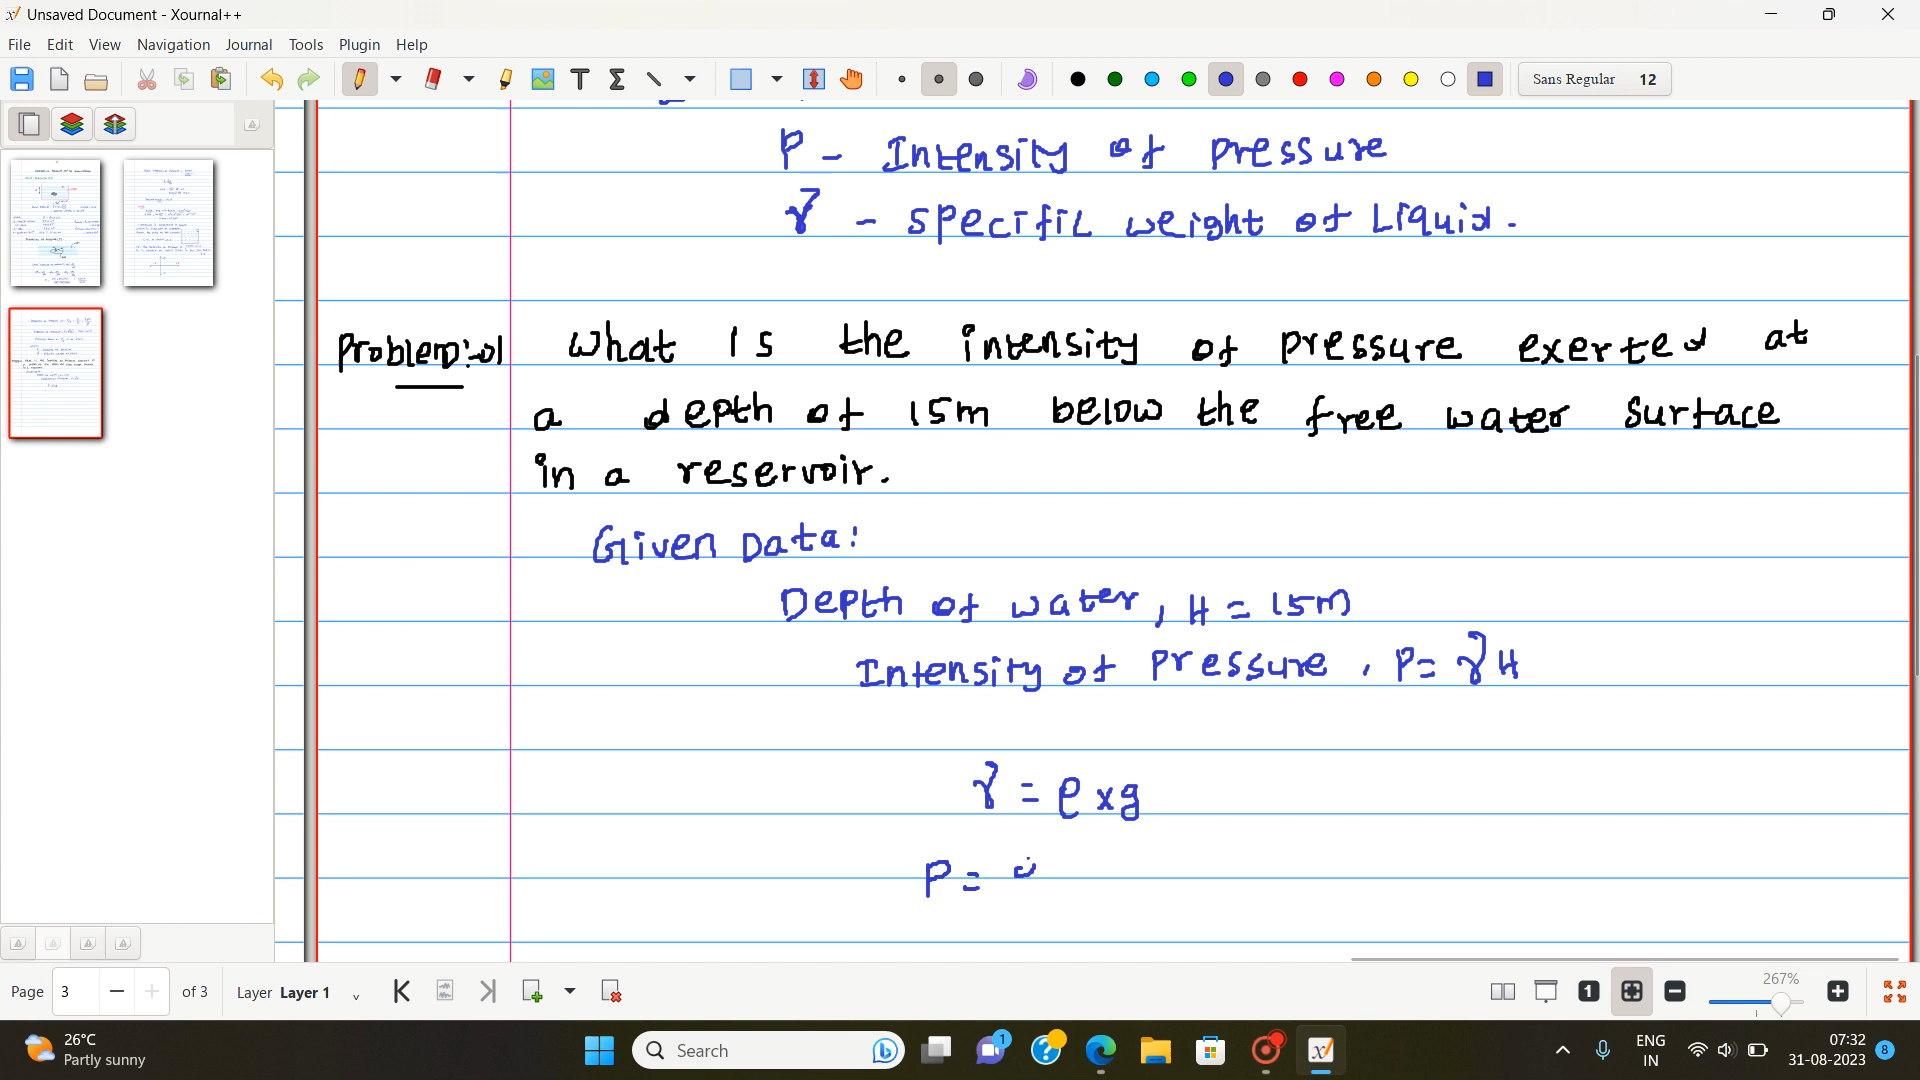 Unsaved Document - Xournal++
File Edit View Navigation Journal Tools Plugin Help
Sans Regular 12
P - Intensity of pressure
γ - specific weight of Liquid.
Problem:-01 What is the intensity of pressure exerted at
a depth of 15m below the free water surface
in a reservoir.
Given Data:
Depth of water, H = 15m
Intensity of pressure, P = γH
γ = ρ x g
P =
Page 3 of 3 Layer Layer 1
1
267%
26°C
Partly sunny
Search
1
ENG
IN
07:32
31-08-2023
8